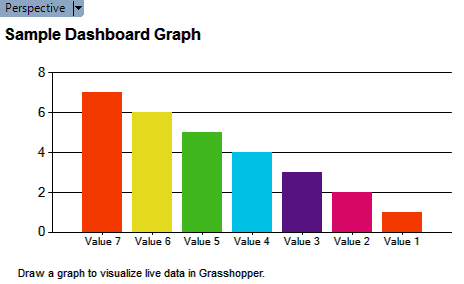 Perspective
Sample Dashboard Graph
8
6
4
2
0
Value 7 Value 6 Value 5 Value 4 Value 3 Value 2 Value 1
Draw a graph to visualize live data in Grasshopper.